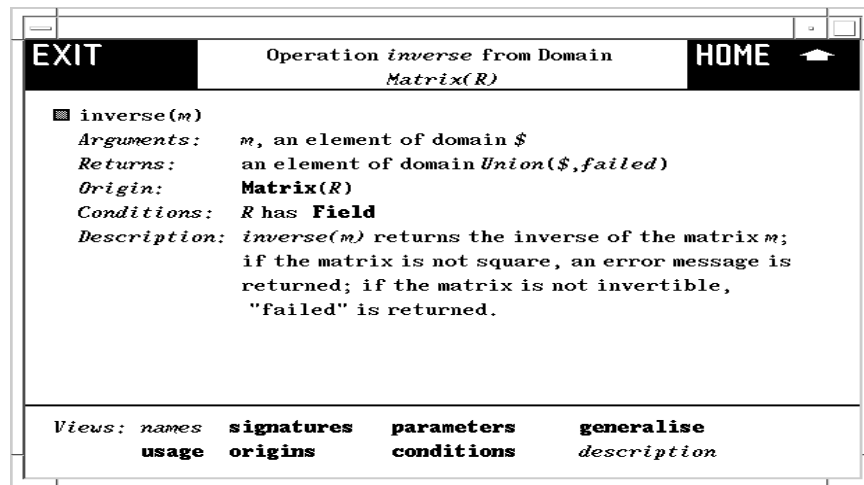 EXIT
Operation inverse from Domain
Matrix(R)
HOME
inverse(m)
Arguments: m, an element of domain $
Returns: an element of domain Union($,failed)
Origin: Matrix(R)
Conditions: R has Field
Description: inverse(m) returns the inverse of the matrix m;
if the matrix is not square, an error message is
returned; if the matrix is not invertible,
"failed" is returned.
Views: names signatures parameters generalise
usage origins conditions description